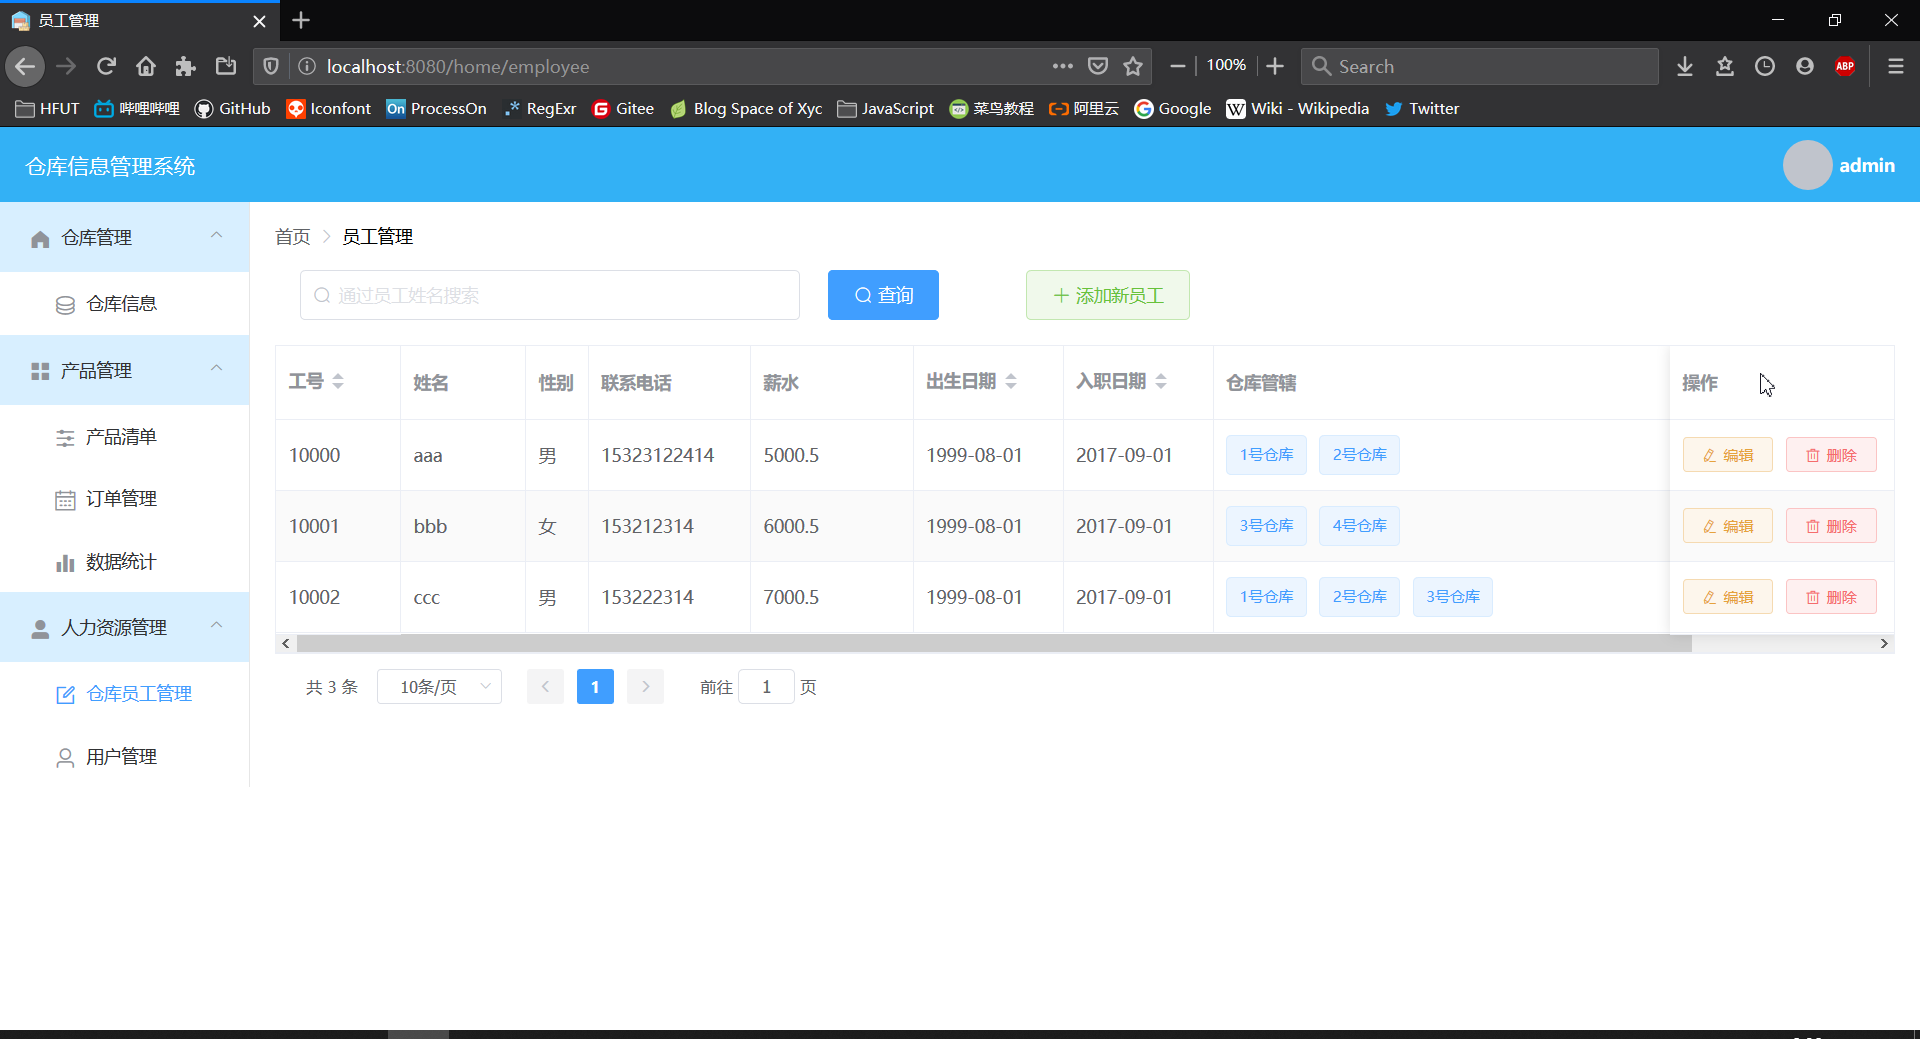 员工管理
localhost:8080/home/employee
100%
Search
ABP
HFUT 哔哩哔哩 GitHub Iconfont On ProcessOn .* RegExr G Gitee Blog Space of Xyc JavaScript 菜鸟教程 阿里云 Google W Wiki - Wikipedia Twitter
仓库信息管理系统
admin
仓库管理
仓库信息
产品管理
产品清单
订单管理
数据统计
人力资源管理
仓库员工管理
用户管理
首页 员工管理
通过员工姓名搜索 查询 添加新员工
工号 姓名 性别 联系电话 薪水 出生日期 入职日期 仓库管辖 操作
10000 aaa 男 15323122414 5000.5 1999-08-01 2017-09-01 1号仓库 2号仓库 编辑 删除
10001 bbb 女 153212314 6000.5 1999-08-01 2017-09-01 3号仓库 4号仓库 编辑 删除
10002 ccc 男 153222314 7000.5 1999-08-01 2017-09-01 1号仓库 2号仓库 3号仓库 编辑 删除
共 3 条 10条/页 1 前往 1 页